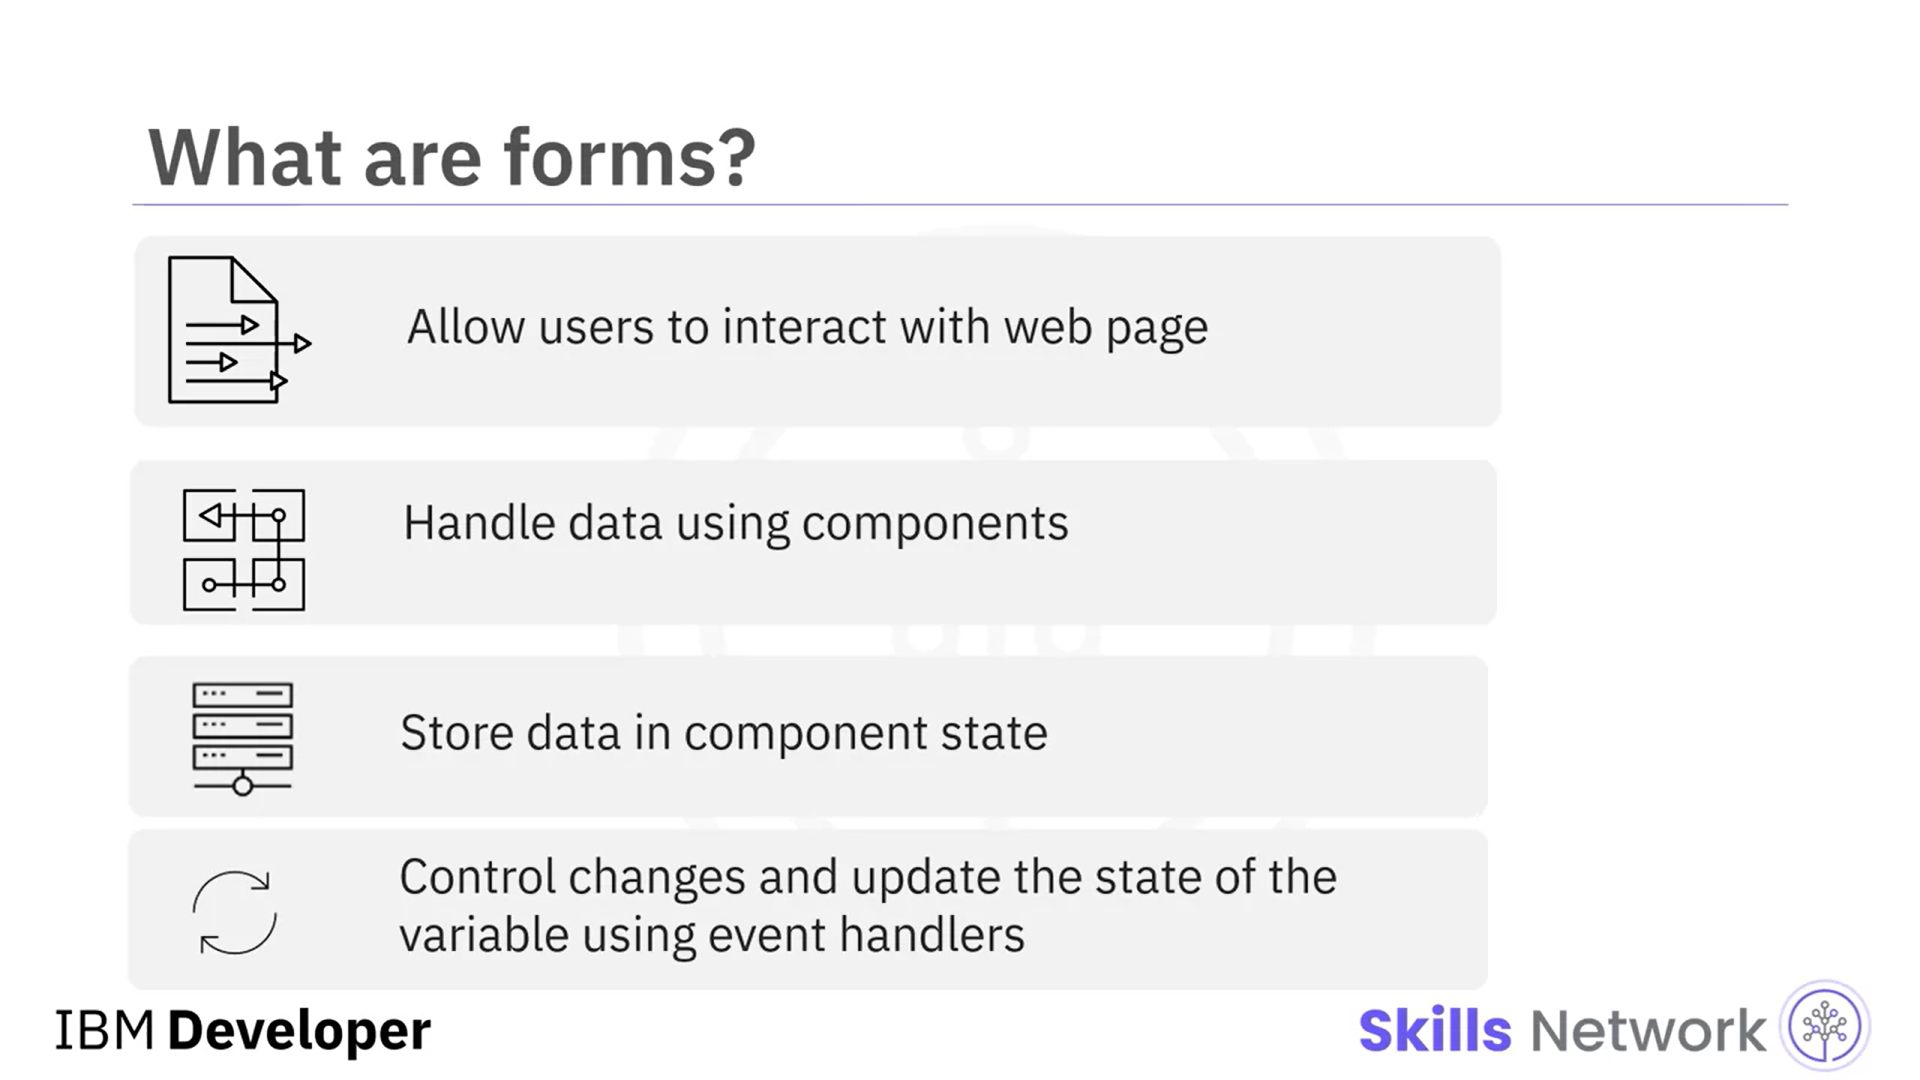 What are forms?
Allow users to interact with web page
Handle data using components
Store data in component state
Control changes and update the state of the
variable using event handlers
IBM Developer
Skills Network